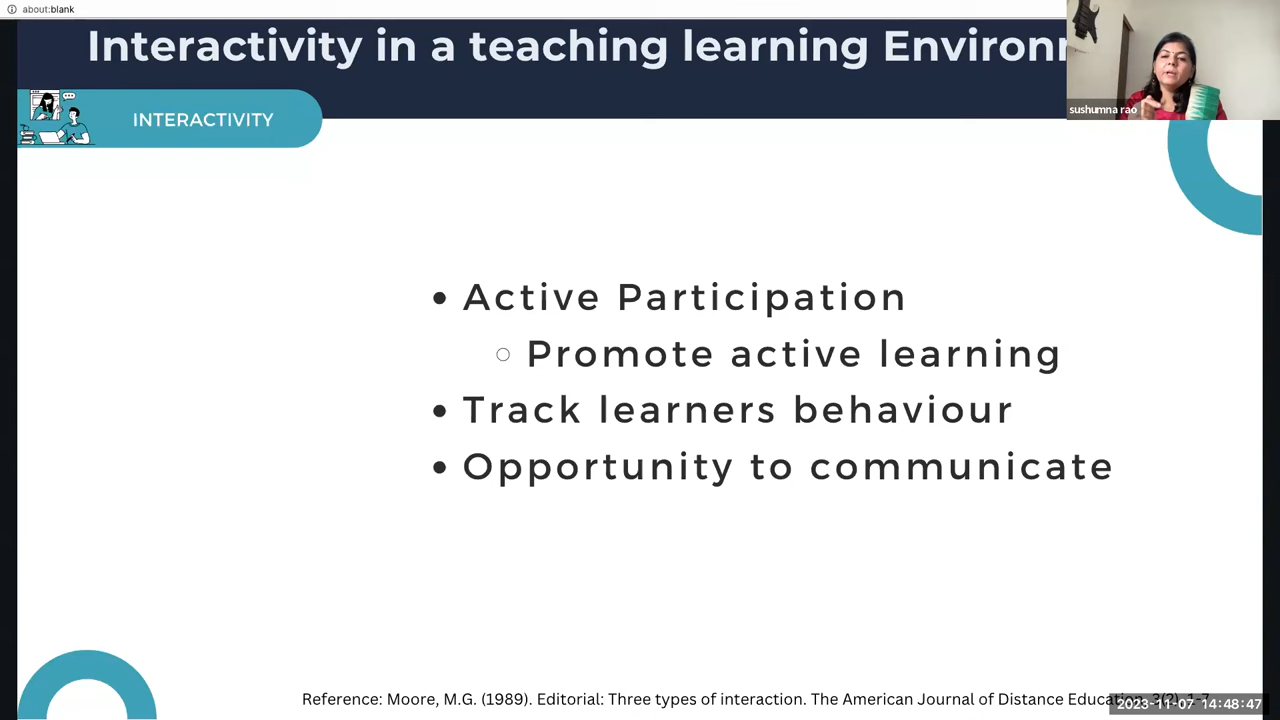 about:blank
Interactivity in a teaching learning
sushumna rao
INTERACTIVITY
Active Participation
Promote active learning
Track learners behaviour
Opportunity to communicate
Reference: Moore, M.G. (1989). Editorial: Three types of interaction. The American Journal of Distance
2023-11-07 14:48:47